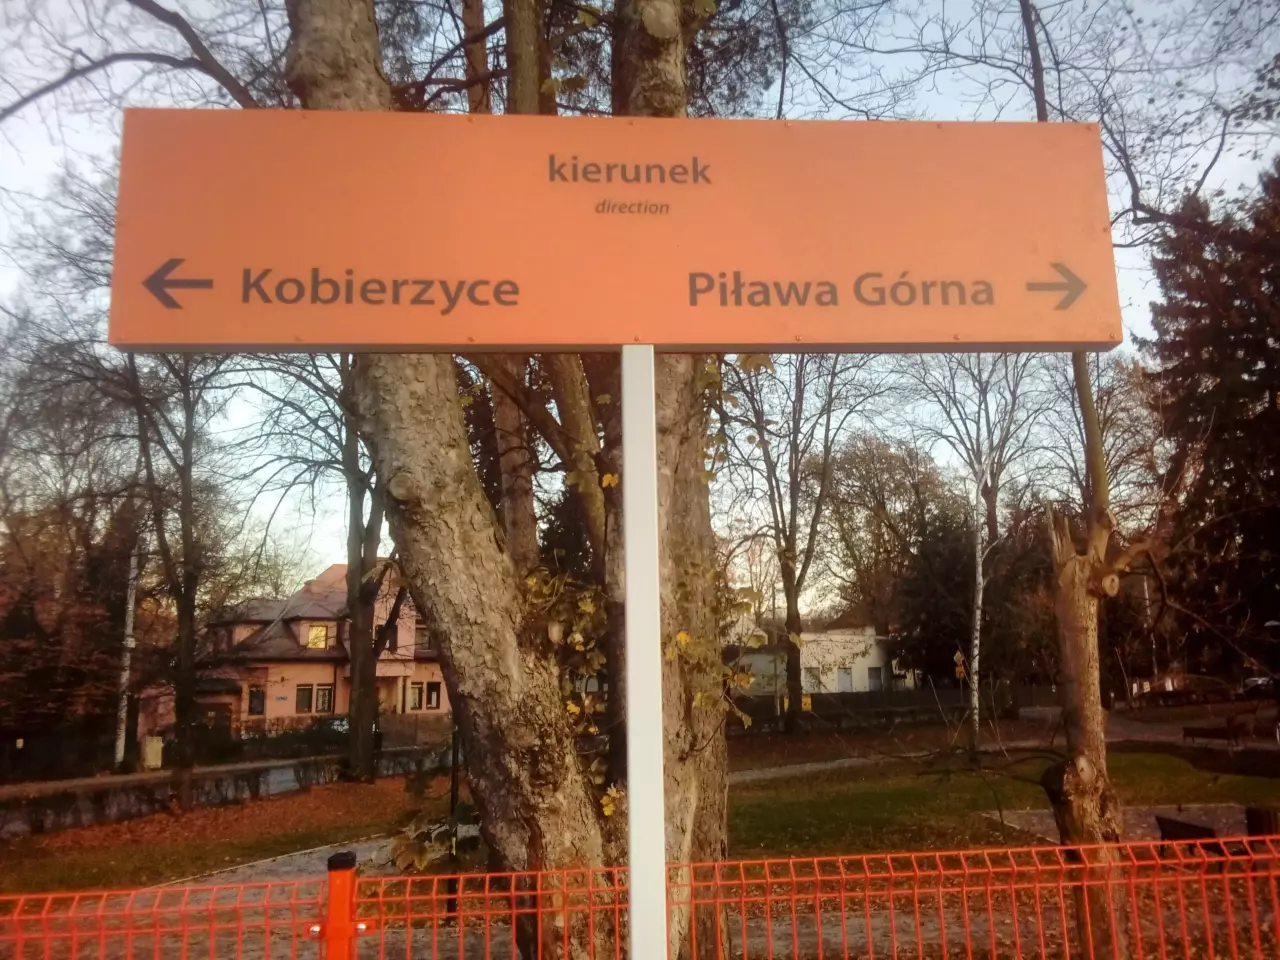 kierunek
direction
← Kobierzyce
Piława Górna →